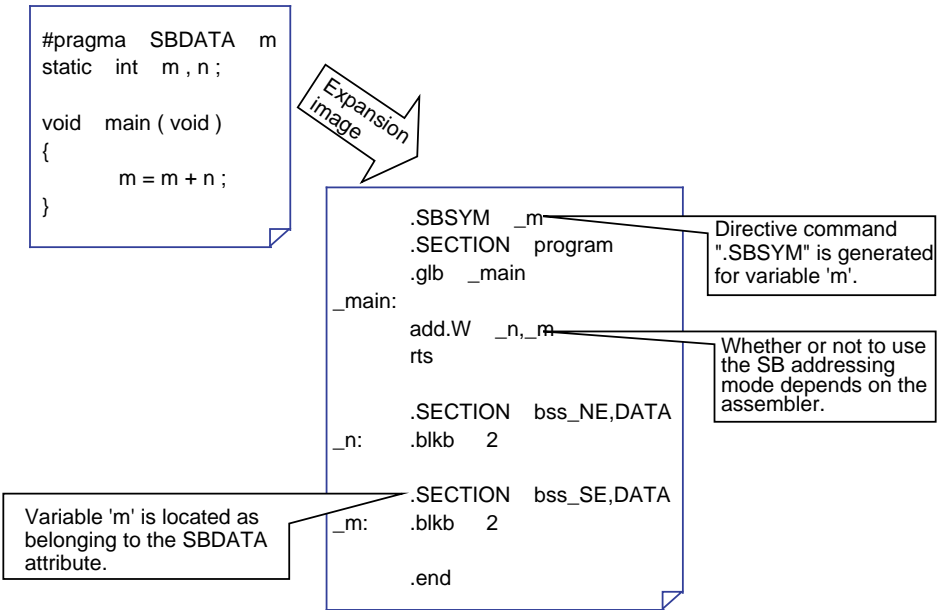 #pragma SBDATA m
static int m , n ;
void main ( void )
{
m = m + n ;
}
Expansion
image
.SBSYM _m
.SECTION program
.glb _main
_main:
add.W _n,_m
rts
.SECTION bss_NE,DATA
_n: .blkb 2
.SECTION bss_SE,DATA
_m: .blkb 2
.end
Directive command
".SBSYM" is generated
for variable 'm'.
Whether or not to use
the SB addressing
mode depends on the
assembler.
Variable 'm' is located as
belonging to the SBDATA
attribute.